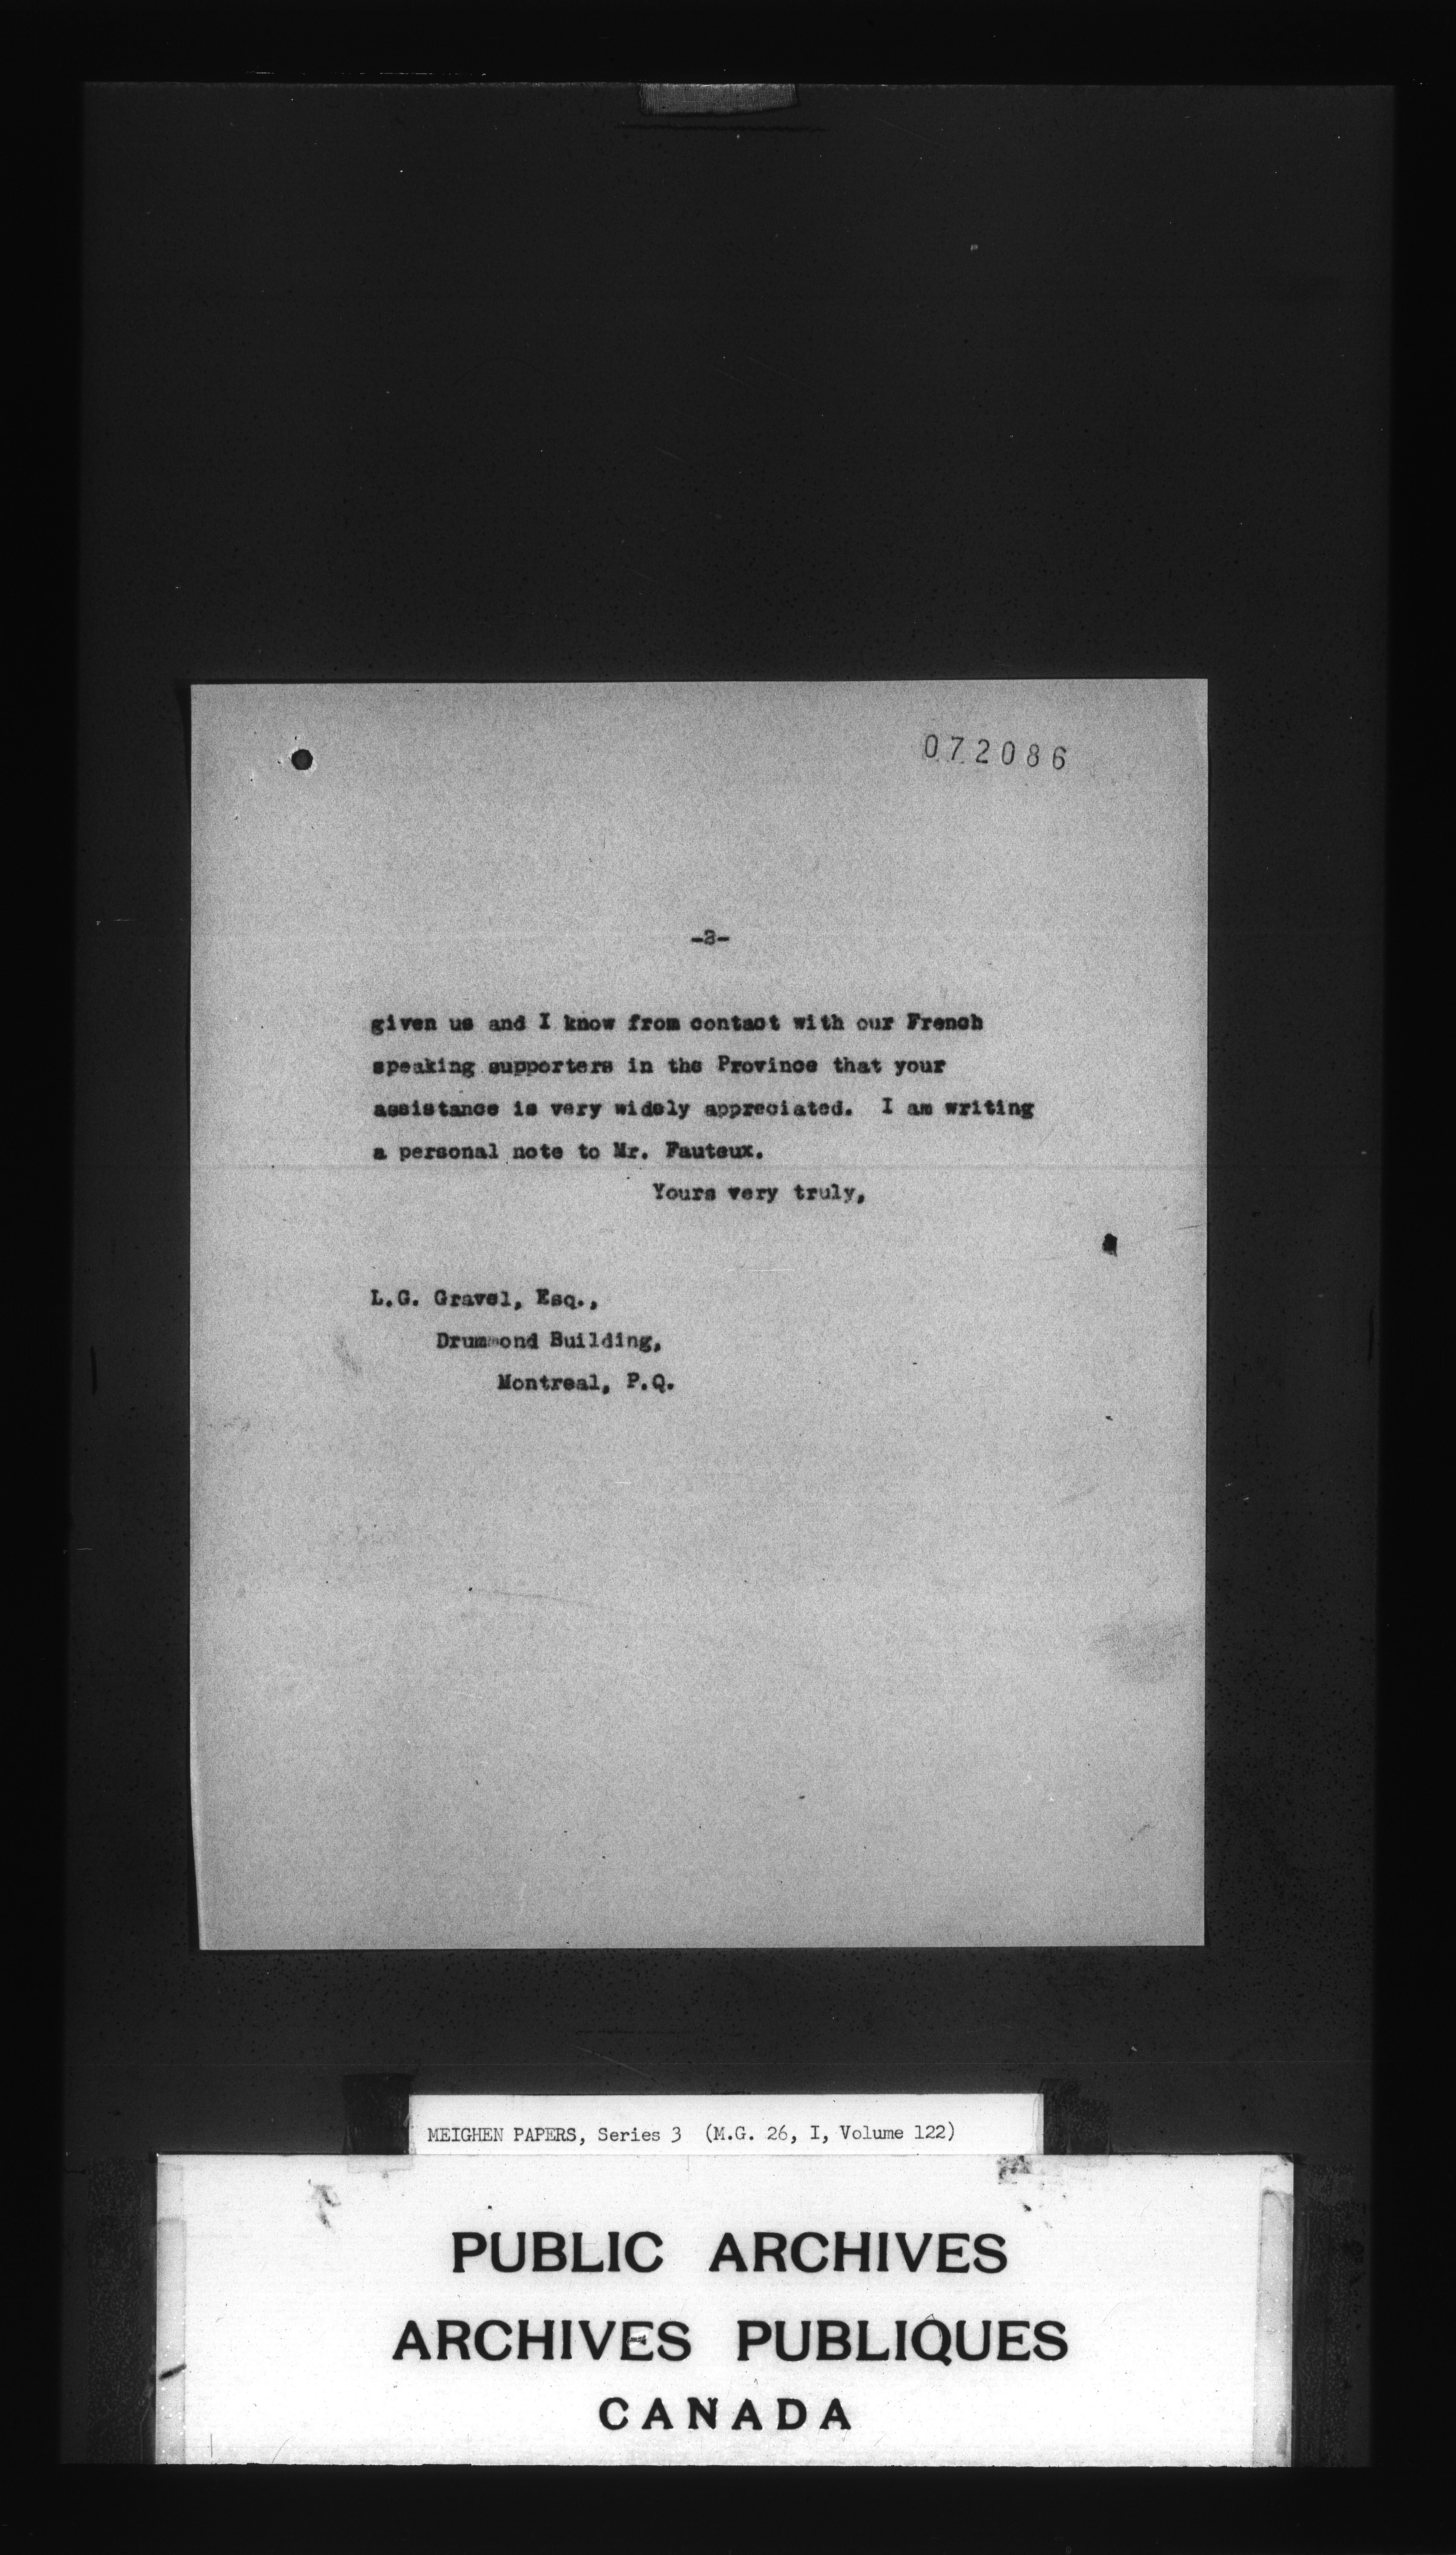 072086
-2-
given us and I know from contact with our French
speaking supporters in the Province that your
assistance is very widely appreciated. I am writing
a personal note to Mr. Fauteux.
Yours very truly,
L.G. Gravel, Esq.,
Drummond Building,
Montreal, P.Q.
MEIGHEN PAPERS, Series 3 (M.G. 26, I, Volume 122)
PUBLIC ARCHIVES
ARCHIVES PUBLIQUES
CANADA